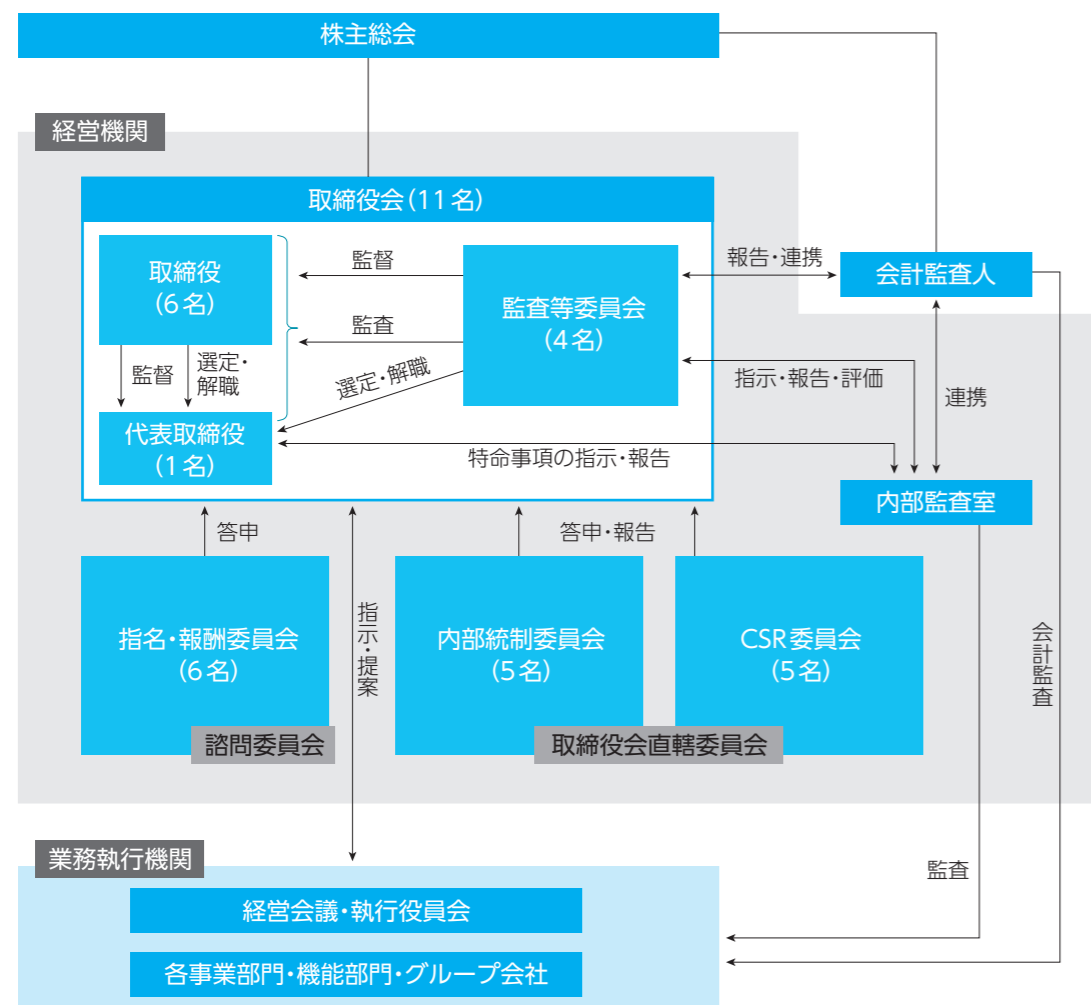 株主総会
経営機関
取締役会(11名)
取締役
(6名)
監督
監査
監査等委員会
(4名)
報告・連携
会計監査人
監督
選定・
解職
選定・解職
指示・報告・評価
連携
代表取締役
(1名)
特命事項の指示・報告
内部監査室
答申
答申・報告
指名・報酬委員会
(6名)
諮問委員会
指示・提案
内部統制委員会
(5名)
CSR委員会
(5名)
取締役会直轄委員会
会計監査
業務執行機関
監査
経営会議・執行役員会
各事業部門・機能部門・グループ会社